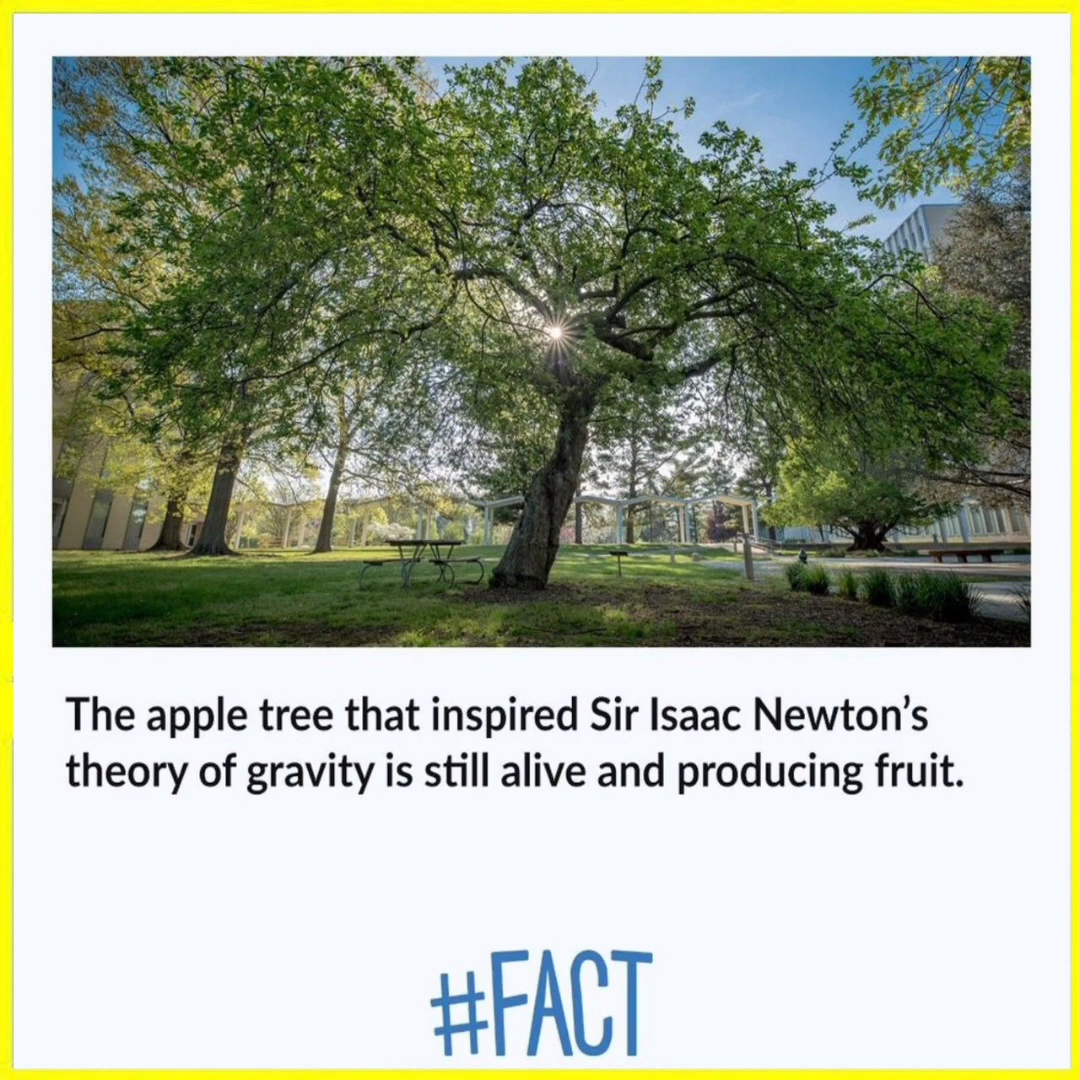 The apple tree that inspired Sir Isaac Newton’s
theory of gravity is still alive and producing fruit.
#FACT